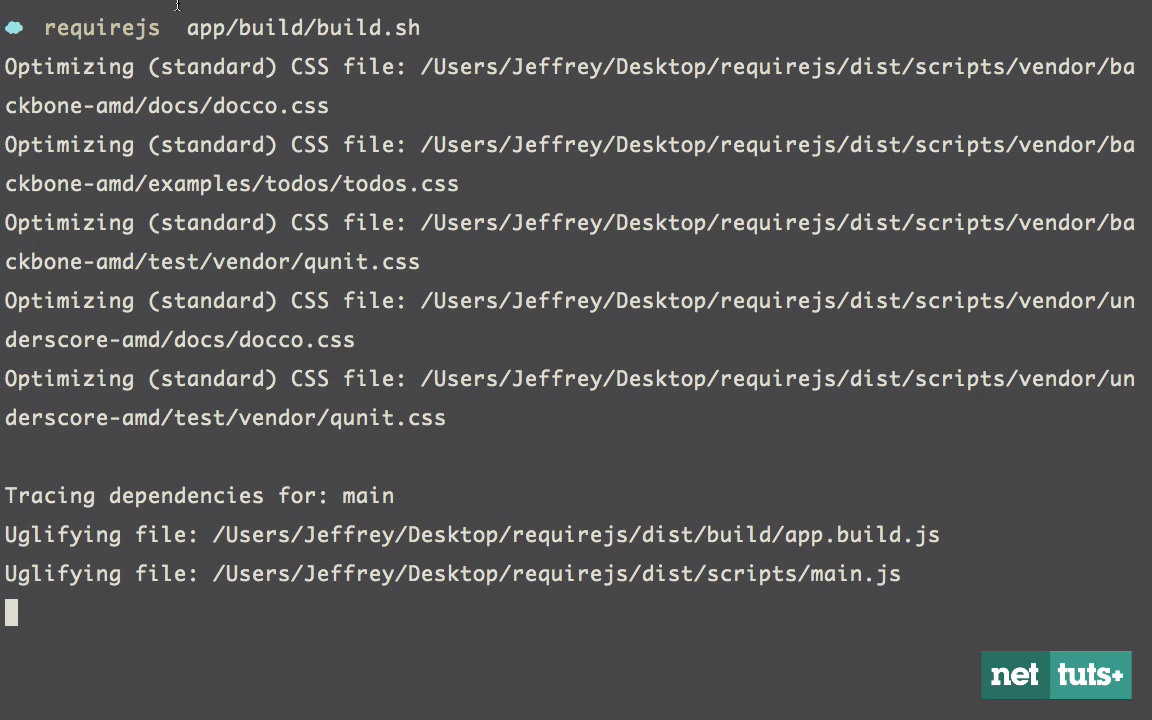 requirejs app/build/build.sh
Optimizing (standard) CSS file: /Users/Jeffrey/Desktop/requirejs/dist/scripts/vendor/ba
ckbone-amd/docs/docco.css
Optimizing (standard) CSS file: /Users/Jeffrey/Desktop/requirejs/dist/scripts/vendor/ba
ckbone-amd/examples/todos/todos.css
Optimizing (standard) CSS file: /Users/Jeffrey/Desktop/requirejs/dist/scripts/vendor/ba
ckbone-amd/test/vendor/qunit.css
Optimizing (standard) CSS file: /Users/Jeffrey/Desktop/requirejs/dist/scripts/vendor/un
derscore-amd/docs/docco.css
Optimizing (standard) CSS file: /Users/Jeffrey/Desktop/requirejs/dist/scripts/vendor/un
derscore-amd/test/vendor/qunit.css
Tracing dependencies for: main
Uglifying file: /Users/Jeffrey/Desktop/requirejs/dist/build/app.build.js
Uglifying file: /Users/Jeffrey/Desktop/requirejs/dist/scripts/main.js
net tuts+